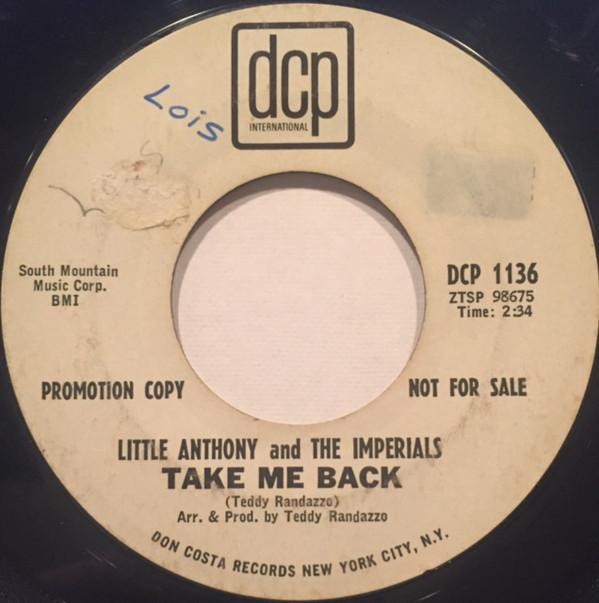 dcp
INTERNATIONAL
Lois
South Mountain
Music Corp.
BMI
DCP 1136
ZTSP 98675
Time: 2:34
PROMOTION COPY
NOT FOR SALE
LITTLE ANTHONY and THE IMPERIALS
TAKE ME BACK
(Teddy Randazzo)
Arr. & Prod. by Teddy Randazzo
DON COSTA RECORDS NEW YORK CITY, N.Y.